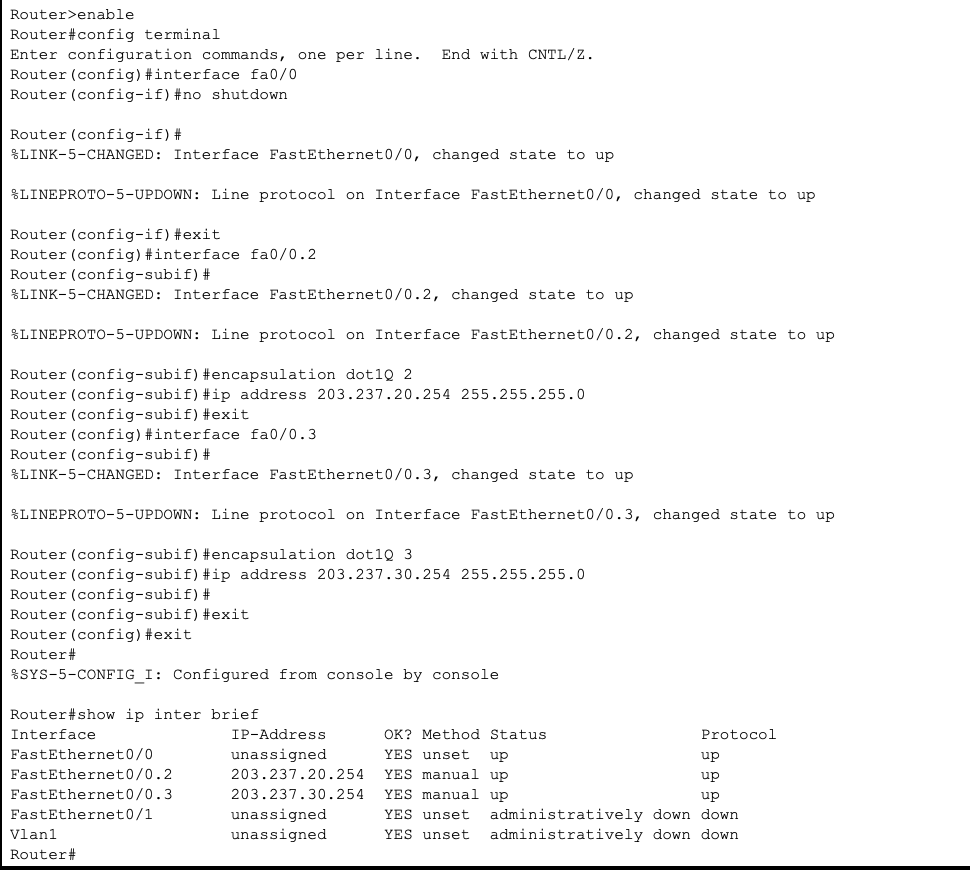 Router>enable
Router#config terminal
Enter configuration commands, one per line.  End with CNTL/Z.
Router(config)#interface fa0/0
Router(config-if)#no shutdown

Router(config-if)#
%LINK-5-CHANGED: Interface FastEthernet0/0, changed state to up

%LINEPROTO-5-UPDOWN: Line protocol on Interface FastEthernet0/0, changed state to up

Router(config-if)#exit
Router(config)#interface fa0/0.2
Router(config-subif)#
%LINK-5-CHANGED: Interface FastEthernet0/0.2, changed state to up

%LINEPROTO-5-UPDOWN: Line protocol on Interface FastEthernet0/0.2, changed state to up

Router(config-subif)#encapsulation dot1Q 2
Router(config-subif)#ip address 203.237.20.254 255.255.255.0
Router(config-subif)#exit
Router(config)#interface fa0/0.3
Router(config-subif)#
%LINK-5-CHANGED: Interface FastEthernet0/0.3, changed state to up

%LINEPROTO-5-UPDOWN: Line protocol on Interface FastEthernet0/0.3, changed state to up

Router(config-subif)#encapsulation dot1Q 3
Router(config-subif)#ip address 203.237.30.254 255.255.255.0
Router(config-subif)#
Router(config-subif)#exit
Router(config)#exit
Router#
%SYS-5-CONFIG_I: Configured from console by console

Router#show ip inter brief
Interface              IP-Address      OK? Method Status                Protocol
FastEthernet0/0        unassigned      YES unset  up                    up
FastEthernet0/0.2      203.237.20.254  YES manual up                    up
FastEthernet0/0.3      203.237.30.254  YES manual up                    up
FastEthernet0/1        unassigned      YES unset  administratively down down
Vlan1                  unassigned      YES unset  administratively down down
Router#